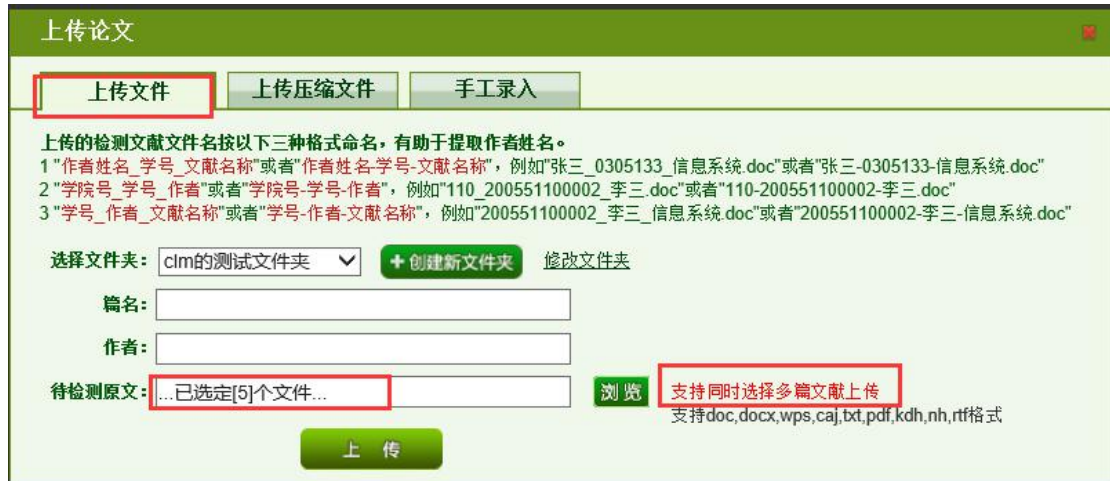 上传论文
上传文件
上传压缩文件
手工录入
上传的检测文献文件名按以下三种格式命名，有助于提取作者姓名。
1 "作者姓名_学号_文献名称"或者"作者姓名-学号-文献名称"，例如"张三_0305133_信息系统.doc"或者"张三-0305133-信息系统.doc"
2 "学院号_学号_作者"或者"学院号-学号-作者"，例如"110_200551100002_李三.doc"或者"110-200551100002-李三.doc"
3 "学号_作者_文献名称"或者"学号-作者-文献名称"，例如"200551100002_李三_信息系统.doc"或者"200551100002-李三-信息系统.doc"
选择文件夹： clm的测试文件夹 +创建新文件夹 修改文件夹
篇名：
作者：
待检测原文： ...已选定[5]个文件... 浏览 支持同时选择多篇文献上传
支持doc,docx,wps,caj,txt,pdf,kdh,nh,rtf格式
上 传